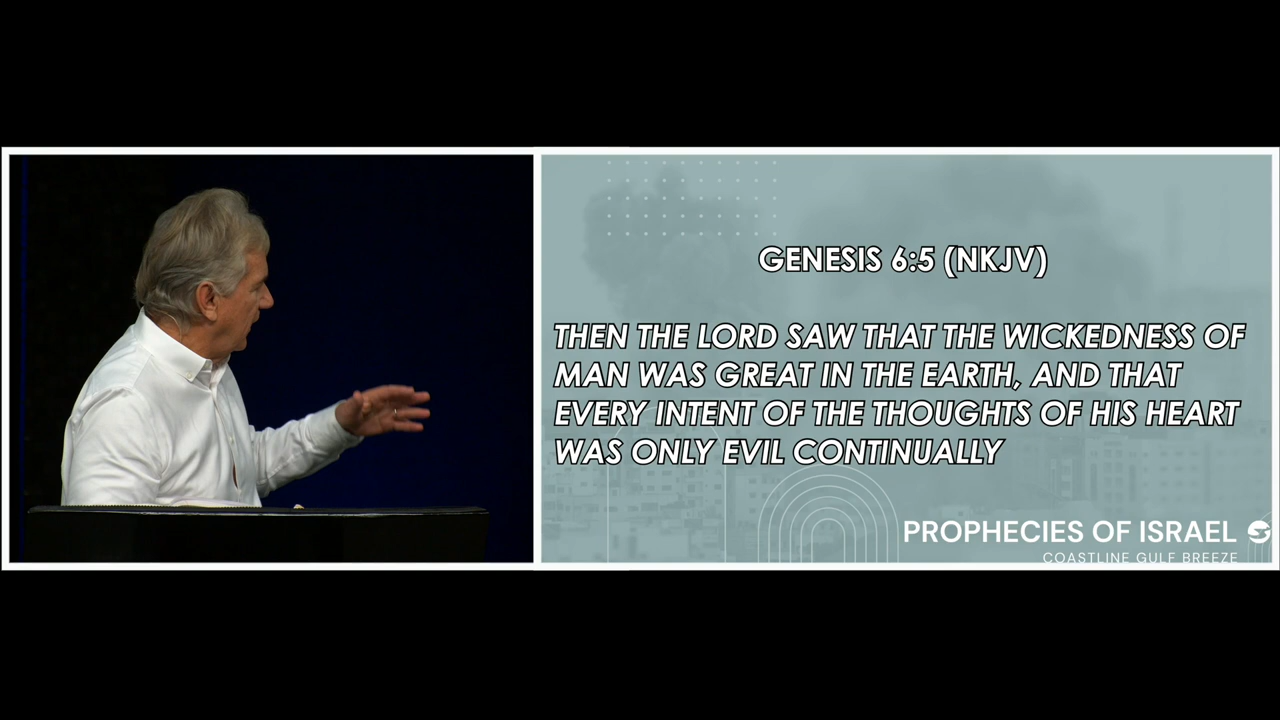 GENESIS 6:5 (NKJV)
THEN THE LORD SAW THAT THE WICKEDNESS OF
MAN WAS GREAT IN THE EARTH, AND THAT
EVERY INTENT OF THE THOUGHTS OF HIS HEART
WAS ONLY EVIL CONTINUALLY
PROPHECIES OF ISRAEL
COASTLINE GULF BREEZE